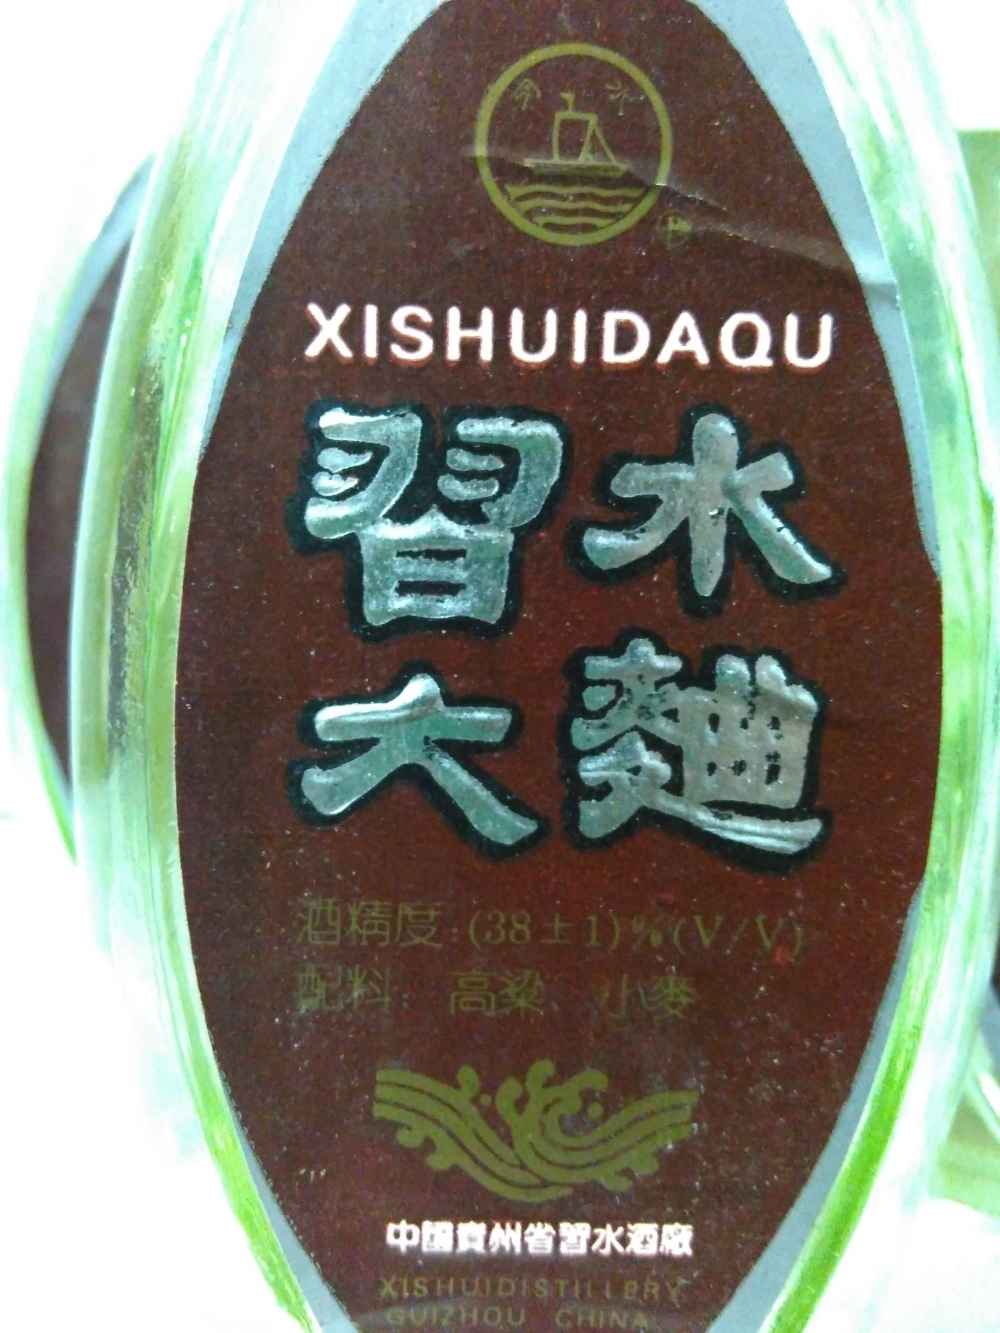 XISHUIDAQU
習水
大麯
酒精度:(38±1)%(V/V)
配料 高粱 小麥
中國貴州省習水酒廠
XISHUIDISTILLERY
GUIZHOU CHINA